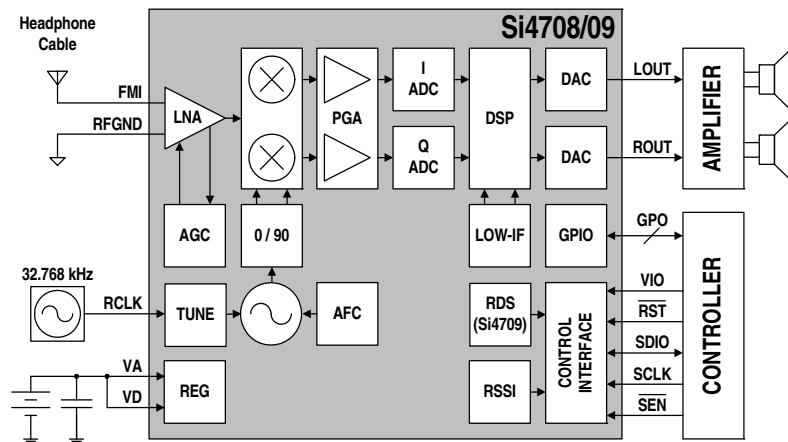 Si4708/09
Headphone
Cable
FMI
RFGND
LNA
PGA
I
ADC
Q
ADC
DSP
DAC
DAC
LOUT
ROUT
AMPLIFIER
AGC
0 / 90
LOW-IF
GPIO
GPO
32.768 kHz
RCLK
TUNE
AFC
RDS
(Si4709)
CONTROL
INTERFACE
VIO
RST
SDIO
SCLK
SEN
CONTROLLER
VA
VD
REG
RSSI